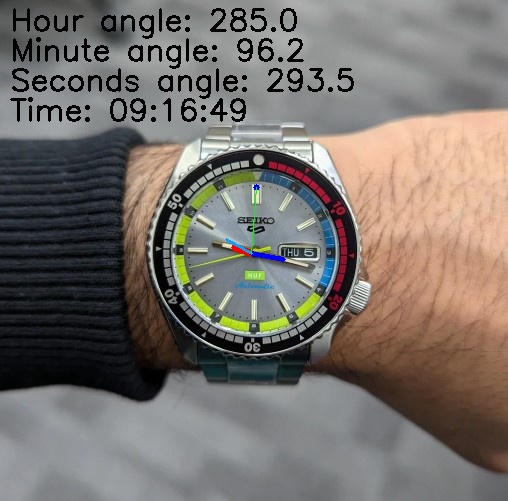 Hour angle: 285.0
Minute angle: 96.2
Seconds angle: 293.5
Time: 09:16:49
50
10
SEIKO
5
THU 5
HUF
Automatic
40
20
30